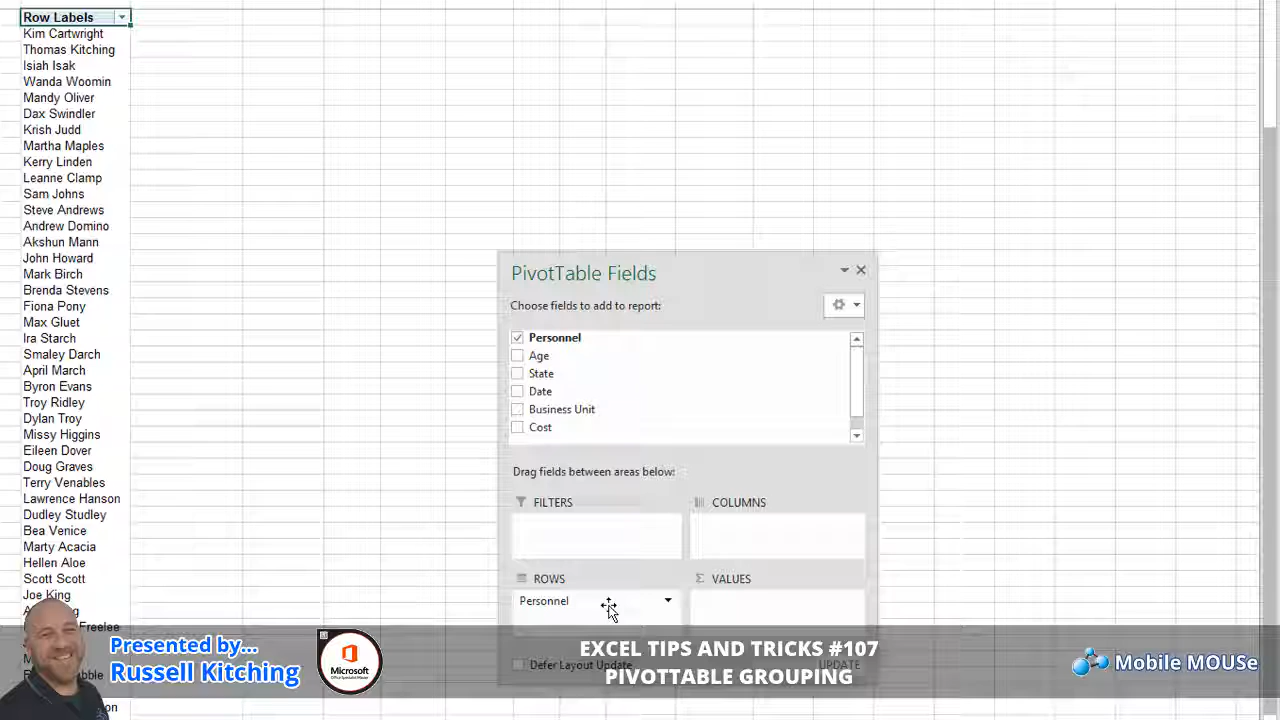 Row Labels
Kim Cartwright
Thomas Kitching
Isiah Isak
Wanda Woomin
Mandy Oliver
Dax Swindler
Krish Judd
Martha Maples
Kerry Linden
Leanne Clamp
Sam Johns
Steve Andrews
Andrew Domino
Akshun Mann
John Howard
Mark Birch
Brenda Stevens
Fiona Pony
Max Gluet
Ira Starch
Smaley Darch
April March
Byron Evans
Troy Ridley
Dylan Troy
Missy Higgins
Eileen Dover
Doug Graves
Terry Venables
Lawrence Hanson
Dudley Studley
Bea Venice
Marty Acacia
Hellen Aloe
Scott Scott
Joe King
Freelee
PivotTable Fields
Choose fields to add to report:
Personnel
Age
State
Date
Business Unit
Cost
Drag fields between areas below:
FILTERS
COLUMNS
ROWS
VALUES
Personnel
Defer Layout Update
UPDATE
Presented by...
Russell Kitching
Microsoft
Office Specialist Master
EXCEL TIPS AND TRICKS #107
PIVOTTABLE GROUPING
Mobile MOUSe